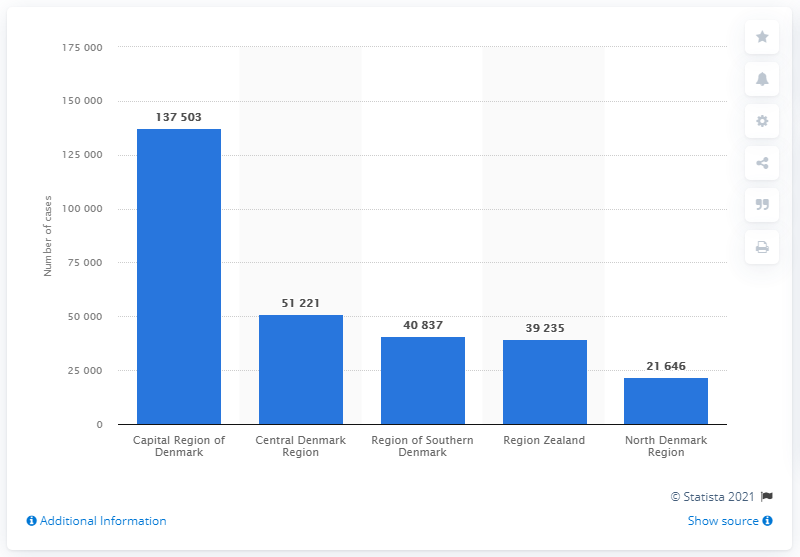 175 000
150 000
125 000
100 000
75 000
50 000
25 000
0
Number of cases
137 503
51 221
40 837
39 235
21 646
Capital Region of
Denmark
Central Denmark
Region
Region of Southern
Denmark
Region Zealand
North Denmark
Region
© Statista 2021
Additional Information
Show source